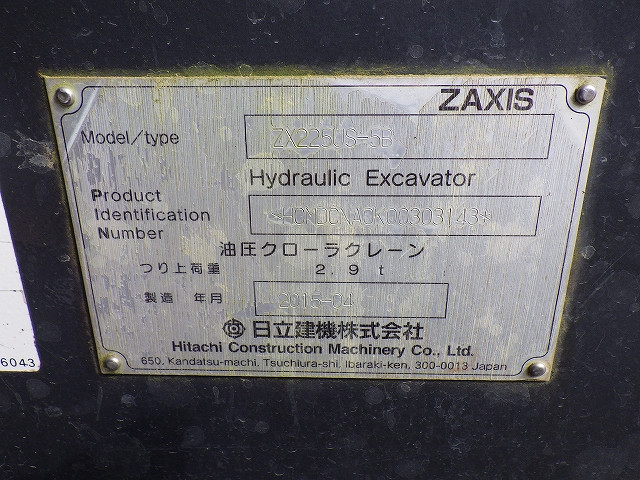 ZAXIS
Model/type ZX225US-5B
Hydraulic Excavator
Product
Identification
Number *HCMDCNA0K00303143*
油圧クローラクレーン
つり上荷重 2.9 t
製造 年月 2015-04
日立建機株式会社
Hitachi Construction Machinery Co., Ltd.
650, Kandatsu-machi, Tsuchiura-shi, Ibaraki-ken, 300-0013 Japan
6043